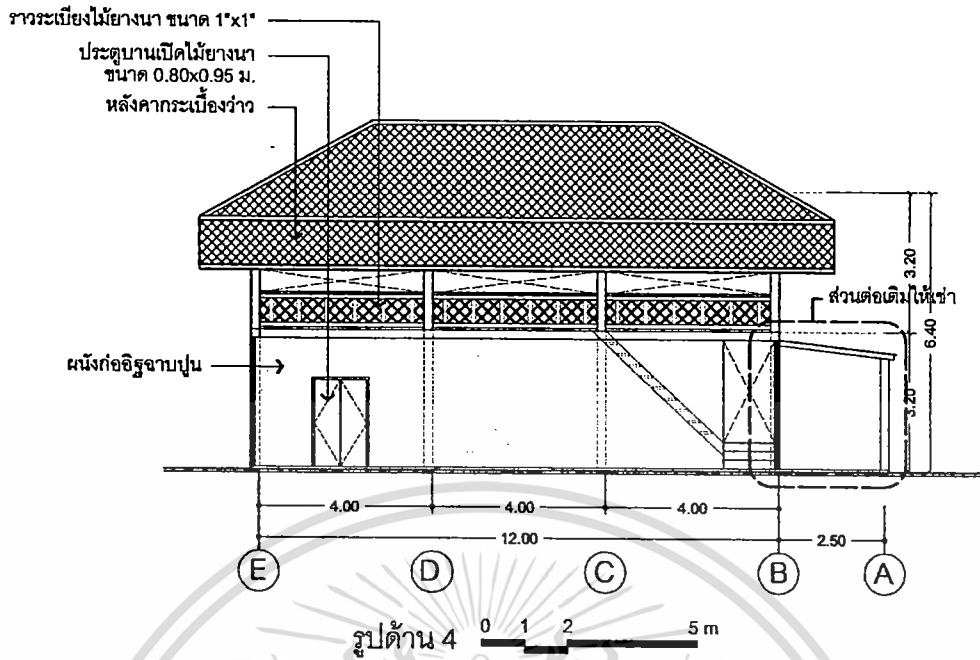 ราวระเบียงไม้ยางนา ขนาด 1"x1"
ประตูบานเปิดไม้ยางนา
ขนาด 0.80x0.95 ม.
หลังคากระเบื้องว่าว
3.20
ส่วนต่อเติมให้เช่า
6.40
ผนังก่ออิฐฉาบปูน
3.20
4.00
4.00
4.00
12.00
2.50
E
D
C
B
A
รูปด้าน 4
0 1 2 5 m